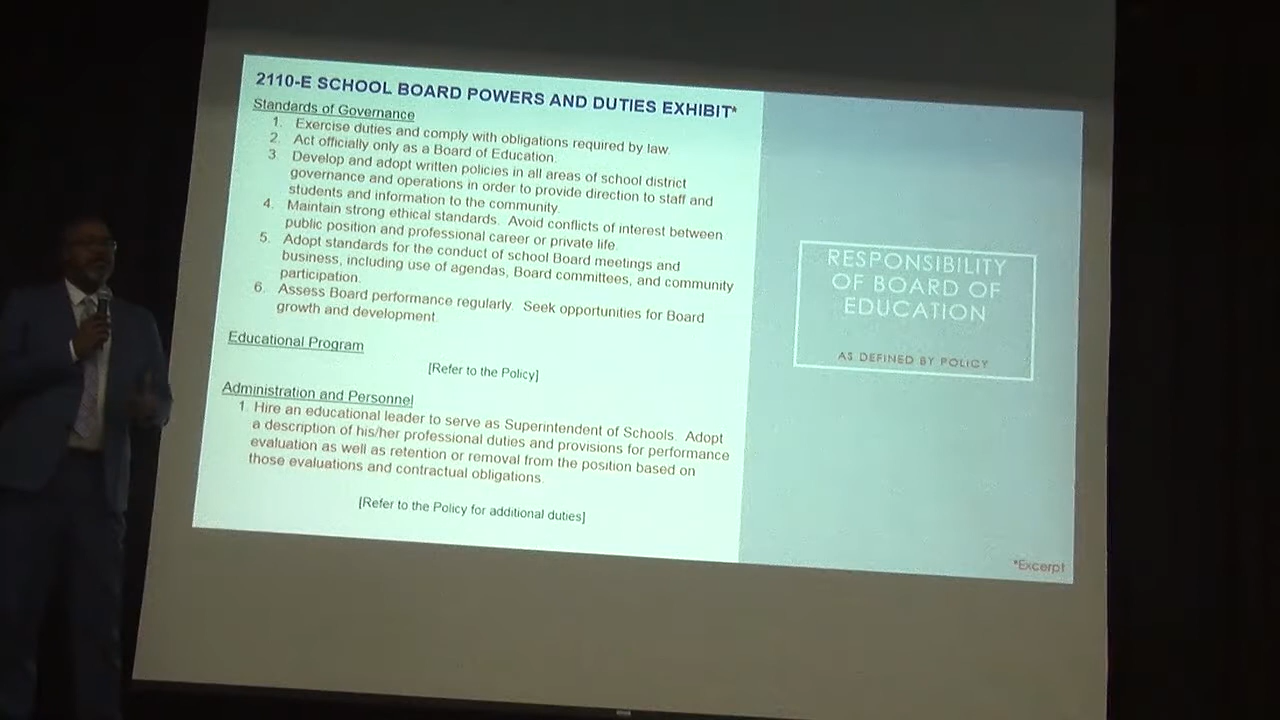 2110-E SCHOOL BOARD POWERS AND DUTIES EXHIBIT*
Standards of Governance
1. Exercise duties and comply with obligations required by law.
2. Act officially only as a Board of Education.
3. Develop and adopt written policies in all areas of school district
governance and operations in order to provide direction to staff and
students and information to the community.
4. Maintain strong ethical standards. Avoid conflicts of interest between
public position and professional career or private life.
5. Adopt standards for the conduct of school Board meetings and
business, including use of agendas, Board committees, and community
participation.
6. Assess Board performance regularly. Seek opportunities for Board
growth and development.
Educational Program
[Refer to the Policy]
Administration and Personnel
1. Hire an educational leader to serve as Superintendent of Schools. Adopt
a description of his/her professional duties and provisions for performance
evaluation as well as retention or removal from the position based on
those evaluations and contractual obligations.
[Refer to the Policy for additional duties]
RESPONSIBILITY
OF BOARD OF
EDUCATION
AS DEFINED BY POLICY
*Excerpt